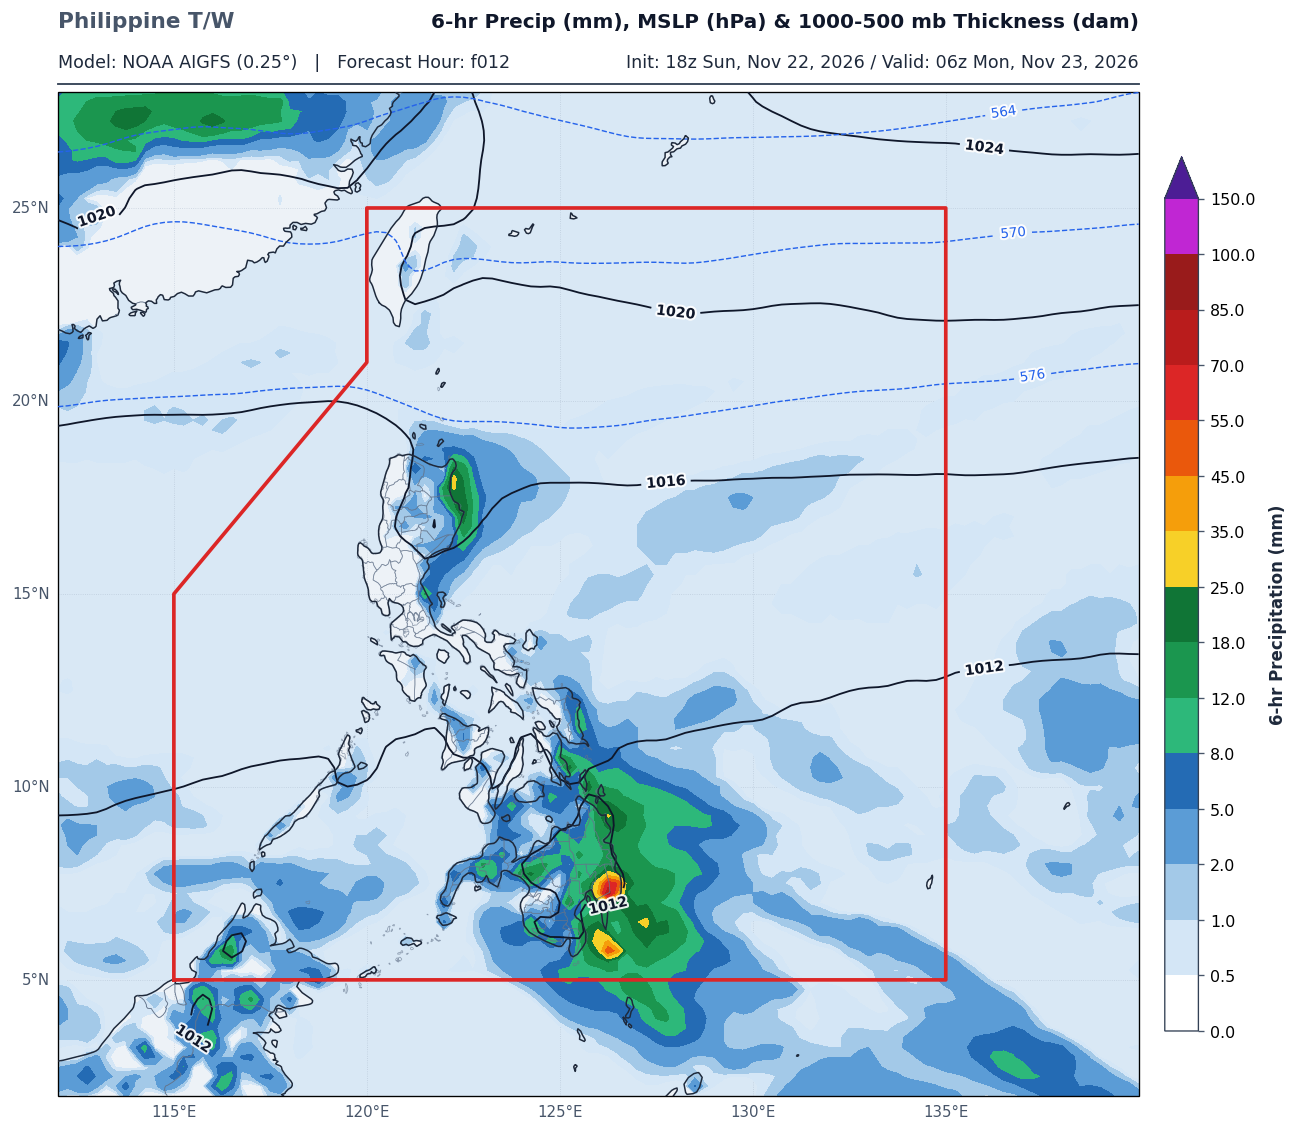 Philippine T/W
6-hr Precip (mm), MSLP (hPa) & 1000-500 mb Thickness (dam)
Model: NOAA AIGFS (0.25°) | Forecast Hour: f012
Init: 18z Sun, Nov 22, 2026 / Valid: 06z Mon, Nov 23, 2026
564
1024
1020
570
1020
576
1016
1012
1012
1012
25°N
20°N
15°N
10°N
5°N
115°E
120°E
125°E
130°E
135°E
150.0
100.0
85.0
70.0
55.0
45.0
35.0
25.0
18.0
12.0
8.0
5.0
2.0
1.0
0.5
0.0
6-hr Precipitation (mm)